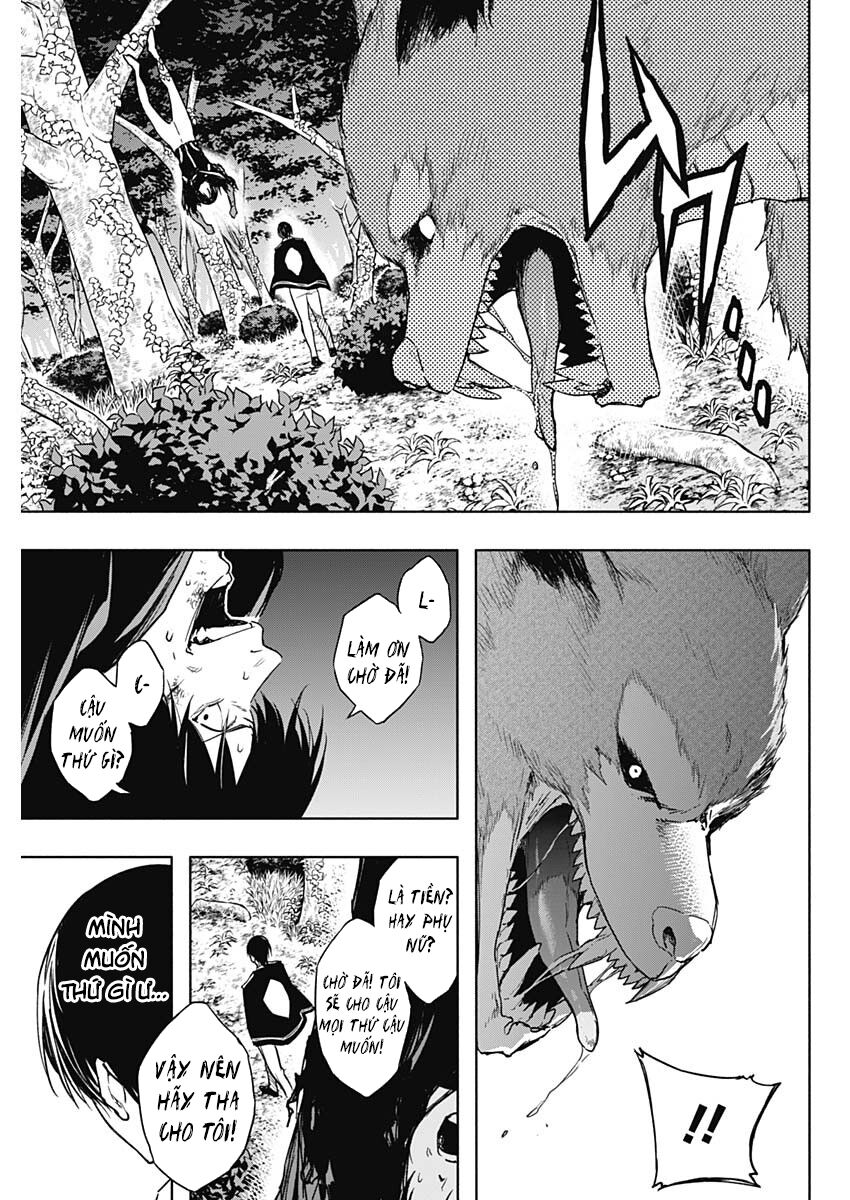 !!
L-
LÀM ƠN
CHỜ ĐÃ!
C-
CẬU
MUỐN
THỨ GÌ?
LÀ TIỀN?
HAY PHỤ
NỮ?
CHỜ ĐÃ! TÔI
SẼ CHO CẬU
MỌI THỨ CẬU
MUỐN!
VẬY NÊN
HÃY THA
CHO TÔI!
MÌNH
MUỐN
THỨ GÌ Ư...